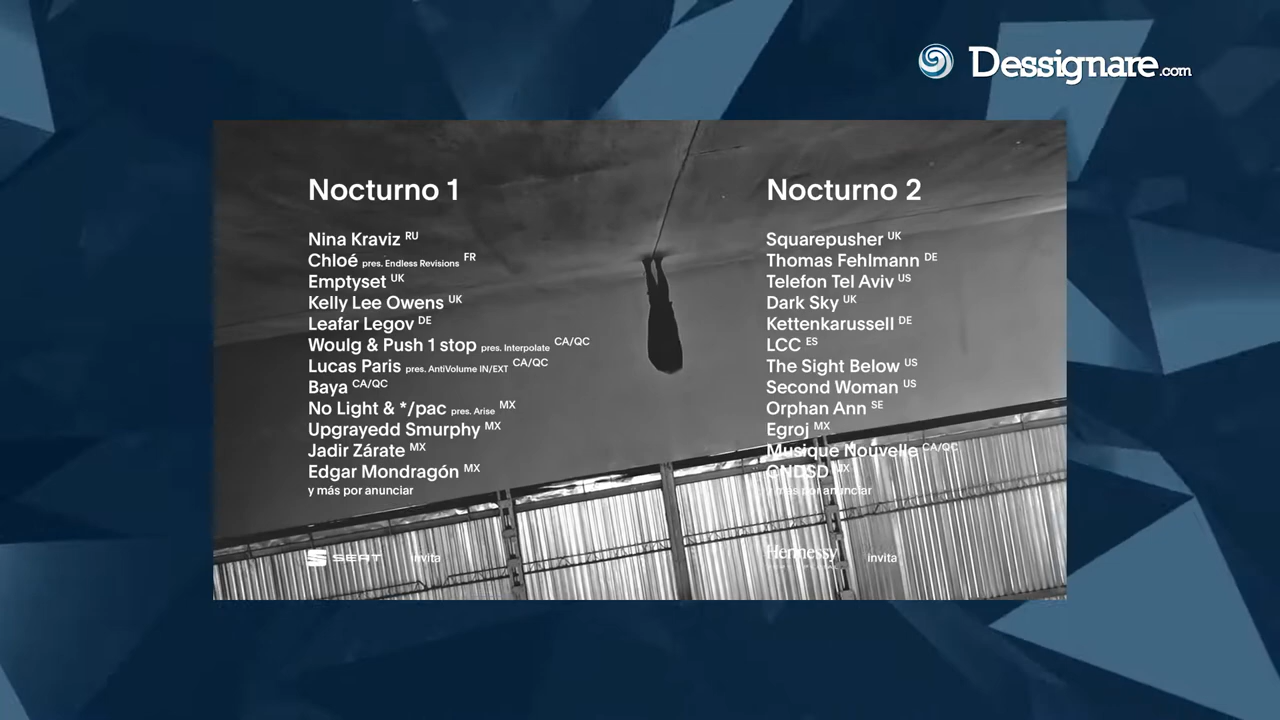 Dessignare.com
Nocturno 1
Nina Kraviz RU
Chloé pres. Endless Revisions FR
Emptyset UK
Kelly Lee Owens UK
Leafar Legov DE
Woulg & Push 1 stop pres. Interpolate CA/QC
Lucas Paris pres. AntiVolume IN/EXT CA/QC
Baya CA/QC
No Light & */pac pres. Arise MX
Upgrayedd Smurphy MX
Jadir Zárate MX
Edgar Mondragón MX
y más por anunciar
SEAT invita
Nocturno 2
Squarepusher UK
Thomas Fehlmann DE
Telefon Tel Aviv US
Dark Sky UK
Kettenkarussell DE
LCC ES
The Sight Below US
Second Woman US
Orphan Ann SE
Egroj MX
Musique Nouvelle CA/QC
CNDSD MX
y más por anunciar
Hennessy invita